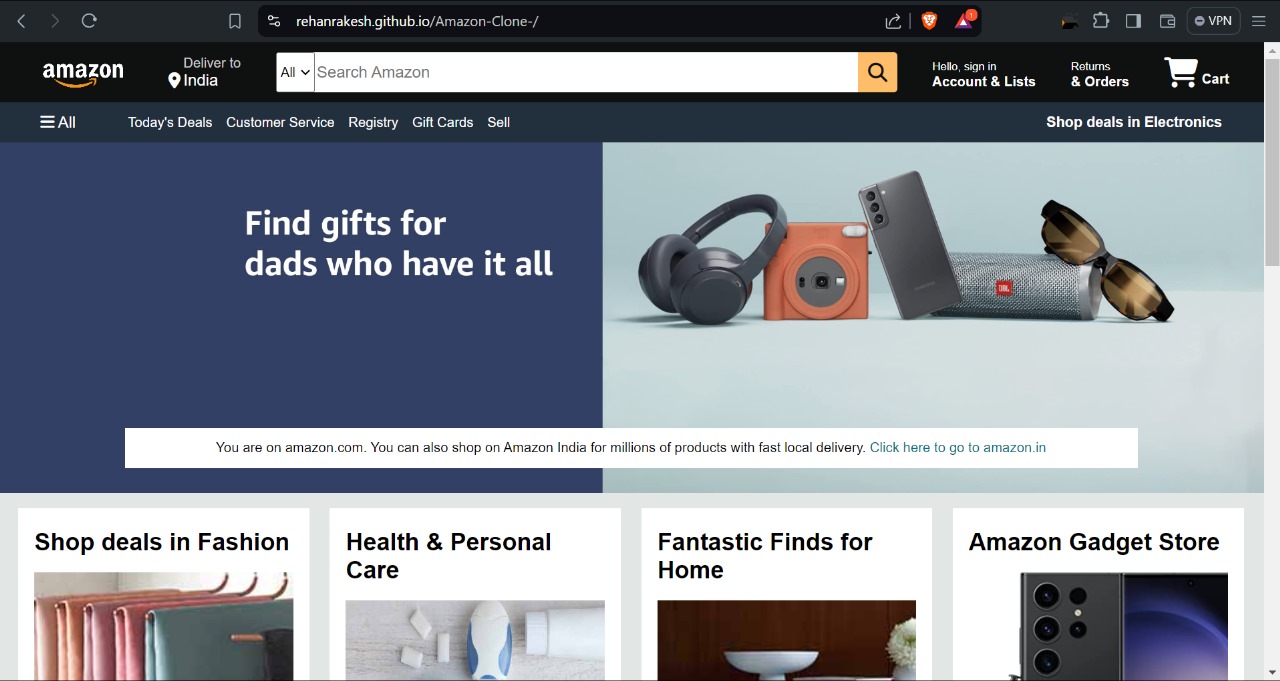 rehanrakesh.github.io/Amazon-Clone-/
1
VPN
amazon
Deliver to
India
All
Search Amazon
Hello, sign in
Account & Lists
Returns
& Orders
Cart
All
Today's Deals
Customer Service
Registry
Gift Cards
Sell
Shop deals in Electronics
Find gifts for
dads who have it all
SAMSUNG
JBL
You are on amazon.com. You can also shop on Amazon India for millions of products with fast local delivery. Click here to go to amazon.in
Shop deals in Fashion
Health & Personal
Care
Fantastic Finds for
Home
Amazon Gadget Store